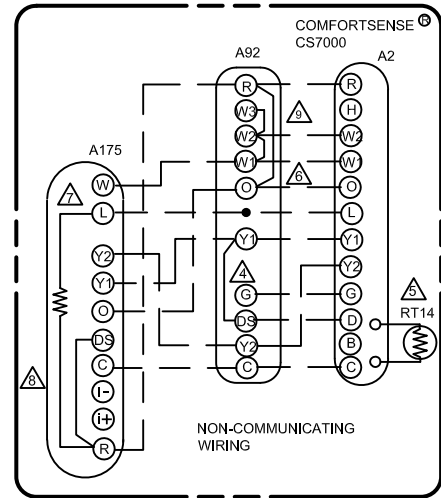 COMFORTSENSE ®
CS7000
A92
A2
A175
R
W3
W2
W1
O
Y1
G
DS
Y2
C
R
H
W2
W1
O
L
Y1
Y2
G
D
B
C
W
L
Y2
Y1
O
DS
C
I-
i+
R
9
6
7
4
5
8
RT14
NON-COMMUNICATING
WIRING